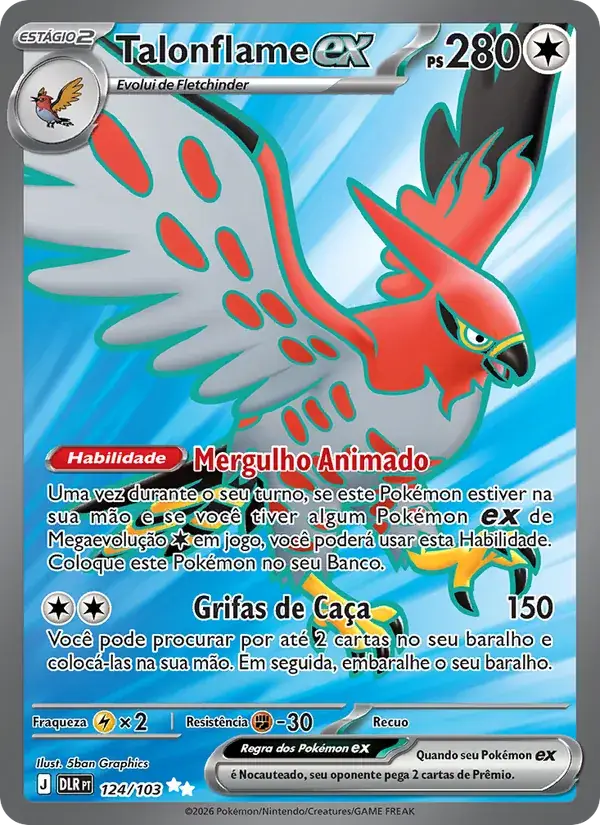 ESTÁGIO 2
Talonflame ex
PS 280
Evolui de Fletchinder
Habilidade Mergulho Animado
Uma vez durante o seu turno, se este Pokémon estiver na
sua mão e se você tiver algum Pokémon ex de
Megaevolução em jogo, você poderá usar esta Habilidade.
Coloque este Pokémon no seu Banco.
Grifas de Caça 150
Você pode procurar por até 2 cartas no seu baralho e
colocá-las na sua mão. Em seguida, embaralhe o seu baralho.
Fraqueza ×2 Resistência -30 Recuo
Ilust. 5ban Graphics
Regra dos Pokémon ex Quando seu Pokémon ex
é Nocauteado, seu oponente pega 2 cartas de Prêmio.
J DLR PT 124/103
©2026 Pokémon/Nintendo/Creatures/GAME FREAK